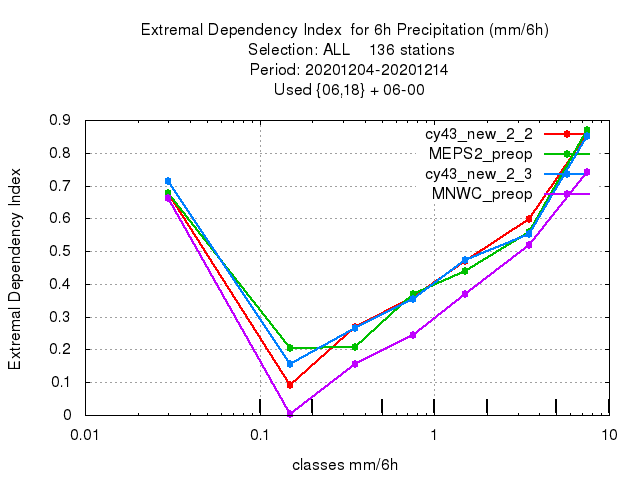 Extremal Dependency Index  for 6h Precipitation (mm/6h)
Selection: ALL    136 stations
Period: 20201204-20201214
Used {06,18} + 06-00
cy43_new_2_2
MEPS2_preop
cy43_new_2_3
MNWC_preop
Extremal Dependency Index
0.9
0.8
0.7
0.6
0.5
0.4
0.3
0.2
0.1
0
0.01
0.1
1
10
classes mm/6h